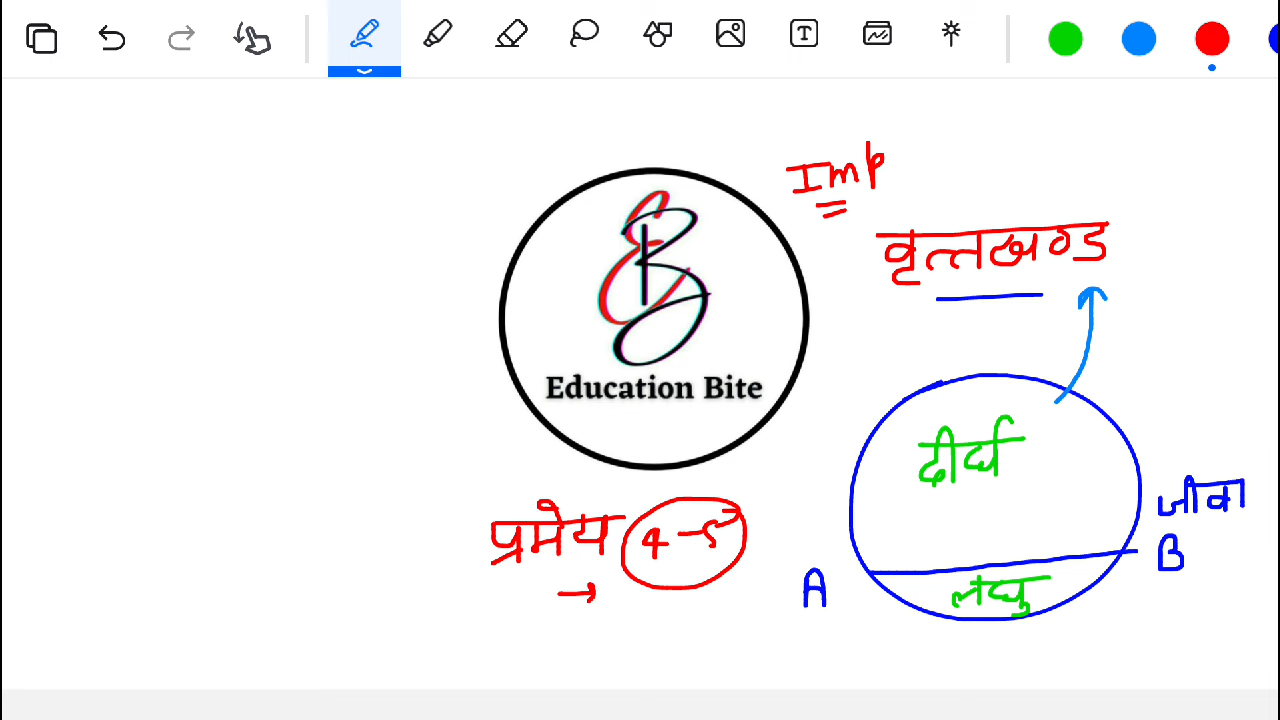 Imp
वृत्तखण्ड
Education Bite
दीर्घ
जीवा
प्रमेय 4-5
A B
लघु